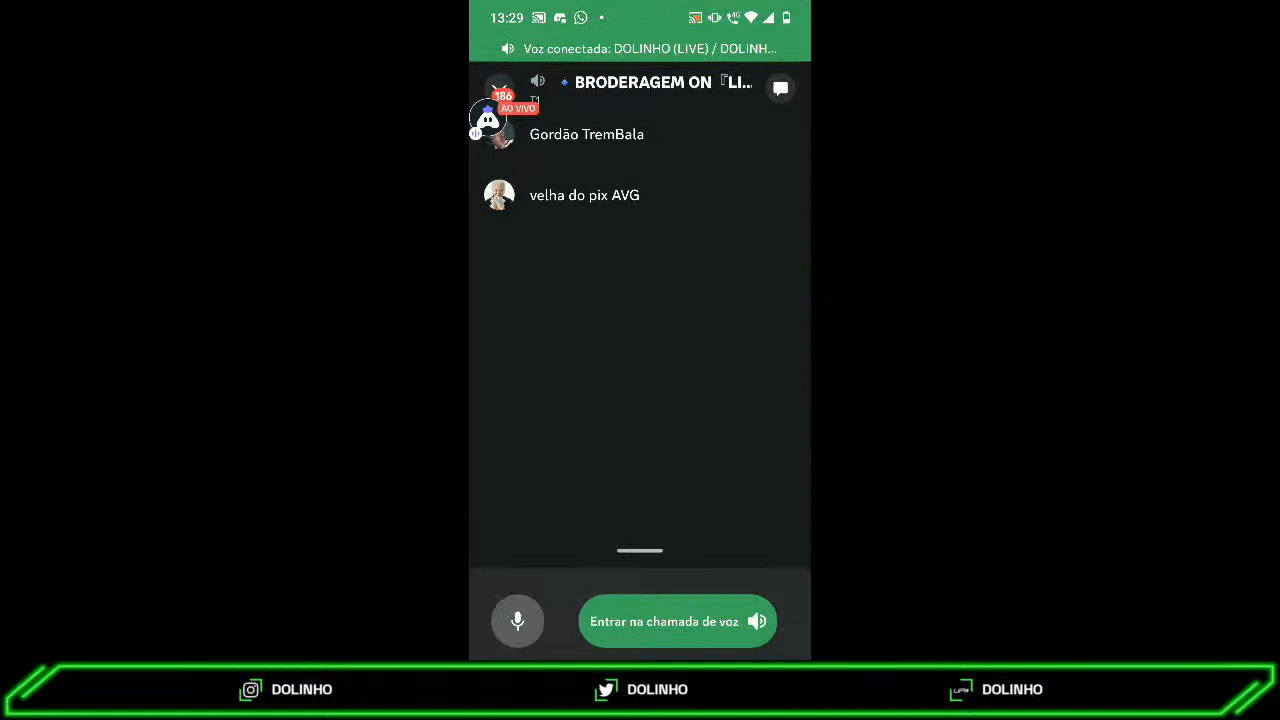 13:29
4G
Voz conectada: DOLINHO (LIVE) / DOLINH...
BRODERAGEM ON『LI...
186
AO VIVO
Gordão TremBala
velha do pix AVG
Entrar na chamada de voz
DOLINHO
DOLINHO
DOLINHO